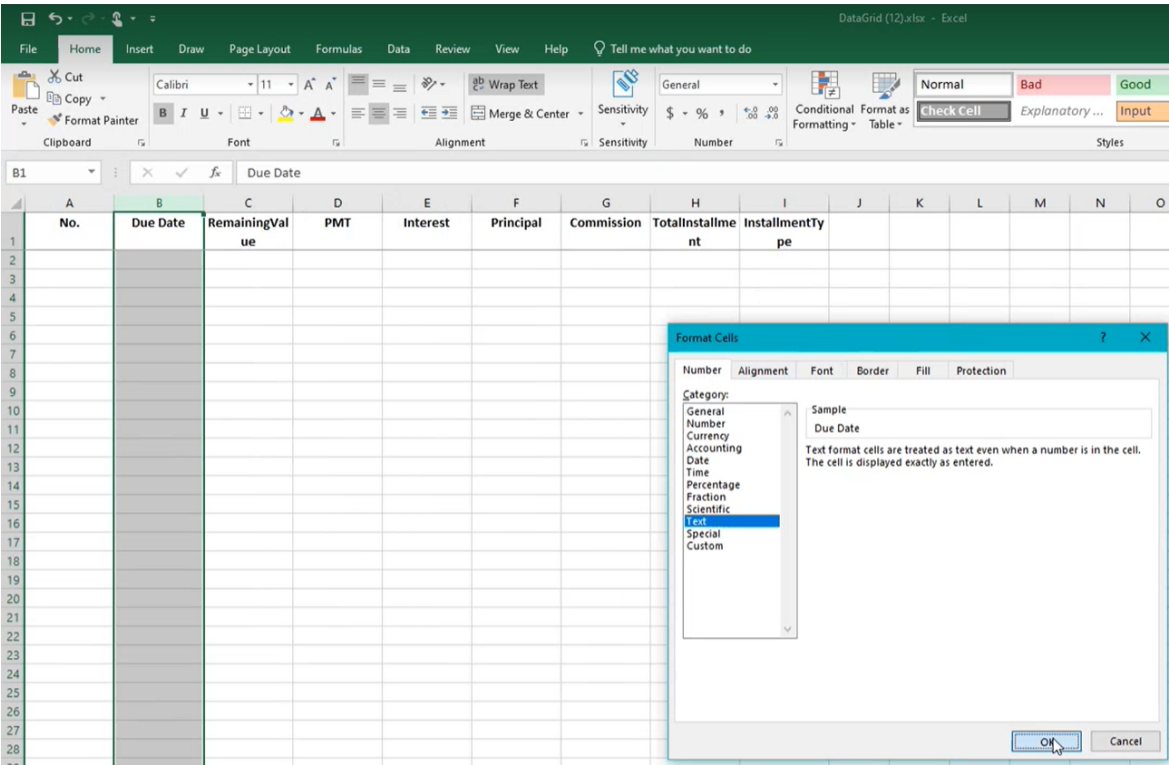 DataGrid (12).xlsx - Excel
File Home Insert Draw Page Layout Formulas Data Review View Help Tell me what you want to do
Cut
Copy
Format Painter
Paste
Calibri 11
B I U
Wrap Text
Merge & Center
Sensitivity
General
$ % ,
Conditional Formatting
Format as Table
Normal Bad Good
Check Cell Explanatory ... Input
Clipboard Font Alignment Sensitivity Number Styles
B1 fx Due Date
A B C D E F G H I J K L M N O
1 No. Due Date RemainingVal PMT Interest Principal Commission TotalInstallme InstallmentTy
ue nt pe
2
3
4
5
6
7
8
9
10
11
12
13
14
15
16
17
18
19
20
21
22
23
24
25
26
27
28
Format Cells ?
Number Alignment Font Border Fill Protection
Category:
General
Number
Currency
Accounting
Date
Time
Percentage
Fraction
Scientific
Text
Special
Custom
Sample
Due Date
Text format cells are treated as text even when a number is in the cell.
The cell is displayed exactly as entered.
OK Cancel